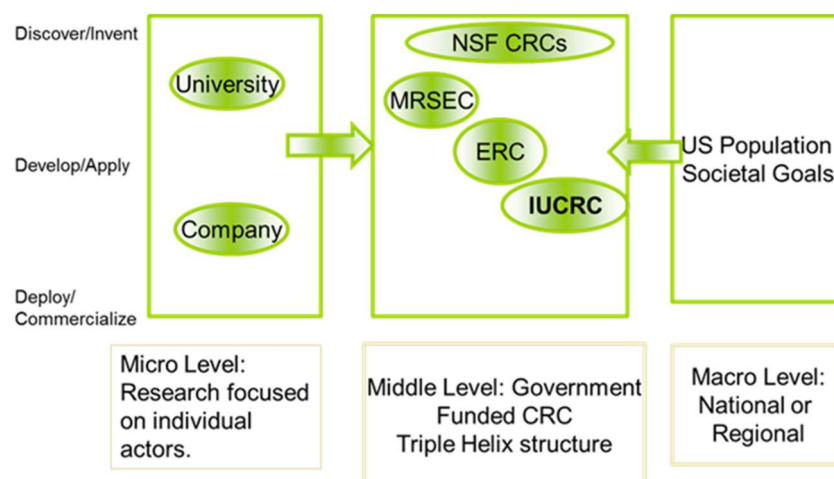 Discover/Invent
Develop/Apply
Deploy/
Commercialize
University
Company
NSF CRCs
MRSEC
ERC
IUCRC
US Population
Societal Goals
Micro Level:
Research focused
on individual
actors.
Middle Level: Government
Funded CRC
Triple Helix structure
Macro Level:
National or
Regional